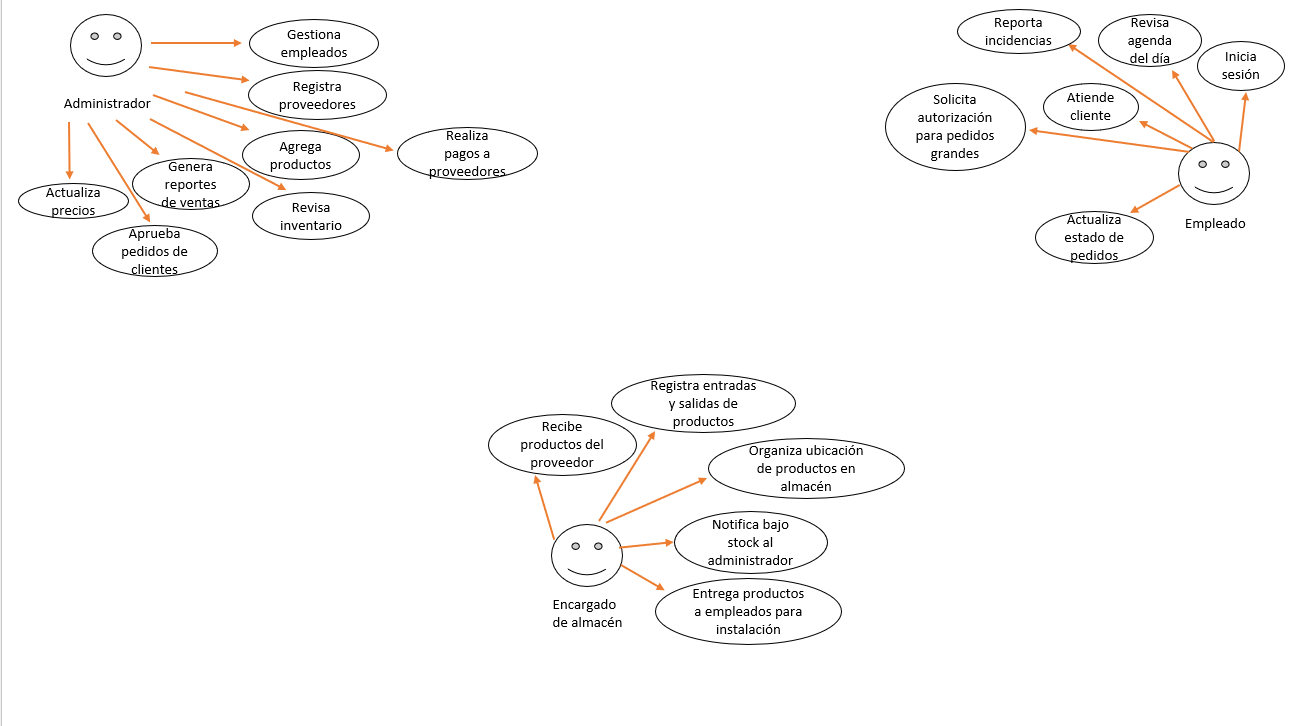 Gestiona
empleados
Registra
proveedores
Administrador
Realiza
pagos a
proveedores
Agrega
productos
Genera
reportes
de ventas
Actualiza
precios
Revisa
inventario
Aprueba
pedidos de
clientes
Reporta
incidencias
Revisa
agenda
del día
Inicia
sesión
Solicita
autorización
para pedidos
grandes
Atiende
cliente
Empleado
Actualiza
estado de
pedidos
Registra entradas
y salidas de
productos
Recibe
productos del
proveedor
Organiza ubicación
de productos en
almacén
Notifica bajo
stock al
administrador
Entrega productos
a empleados para
instalación
Encargado
de almacén